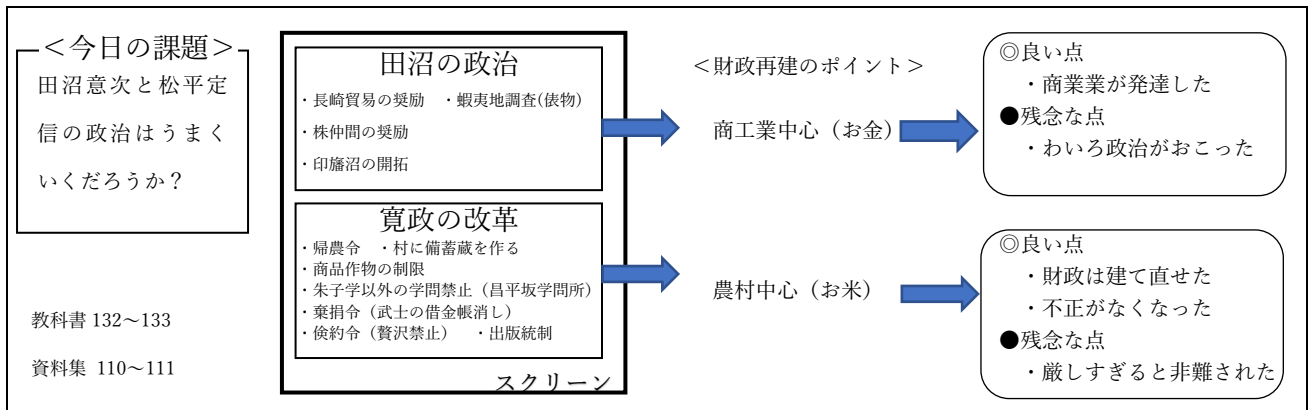 ＜今日の課題＞
田沼意次と松平定
信の政治はうまく
いくだろうか？
教科書 132～133
資料集 110～111
田沼の政治
・長崎貿易の奨励　・蝦夷地調査(俵物)
・株仲間の奨励
・印旛沼の開拓
寛政の改革
・帰農令　・村に備蓄蔵を作る
・商品作物の制限
・朱子学以外の学問禁止（昌平坂学問所）
・棄捐令（武士の借金帳消し）
・倹約令（贅沢禁止）　・出版統制
スクリーン
＜財政再建のポイント＞
商工業中心（お金）
農村中心（お米）
◎良い点
・商業業が発達した
●残念な点
・わいろ政治がおこった
◎良い点
・財政は建て直せた
・不正がなくなった
●残念な点
・厳しすぎると非難された